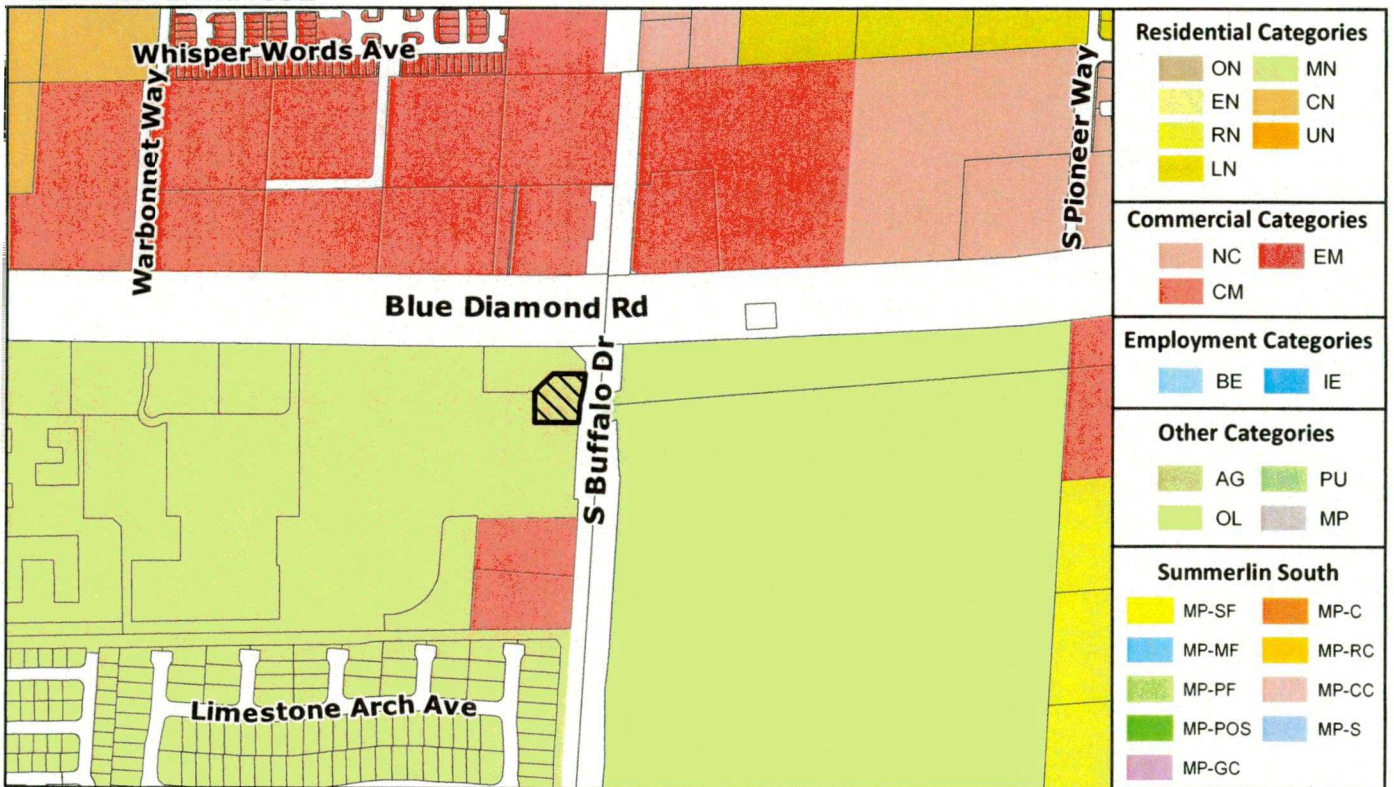 Whisper Words Ave
Warbonnet Way
S Pioneer Way
Blue Diamond Rd
S Buffalo Dr
Limestone Arch Ave
Residential Categories
ON MN
EN CN
RN UN
LN
Commercial Categories
NC EM
CM
Employment Categories
BE IE
Other Categories
AG PU
OL MP
Summerlin South
MP-SF MP-C
MP-MF MP-RC
MP-PF MP-CC
MP-POS MP-S
MP-GC